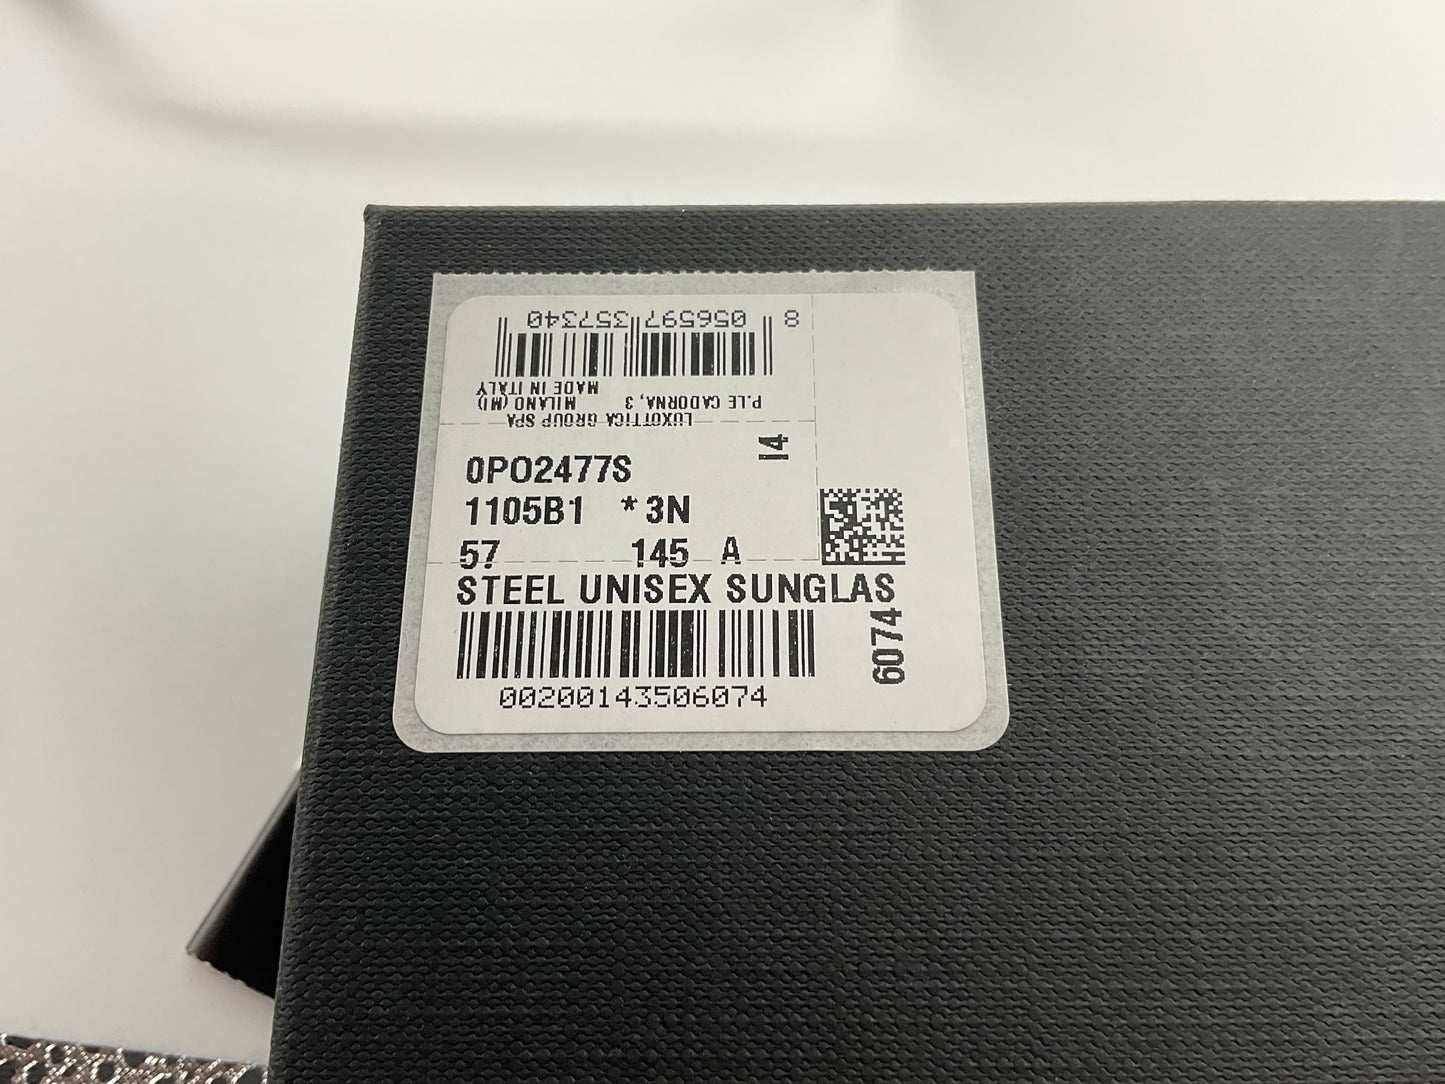 8 056597 357340
MADE IN ITALY
P.LE CADORNA, 3 MILANO (MI)
LUXOTTICA GROUP SPA
14
0PO2477S
1105B1 *3N
57 145 A
STEEL UNISEX SUNGLAS
6074
00200143506074